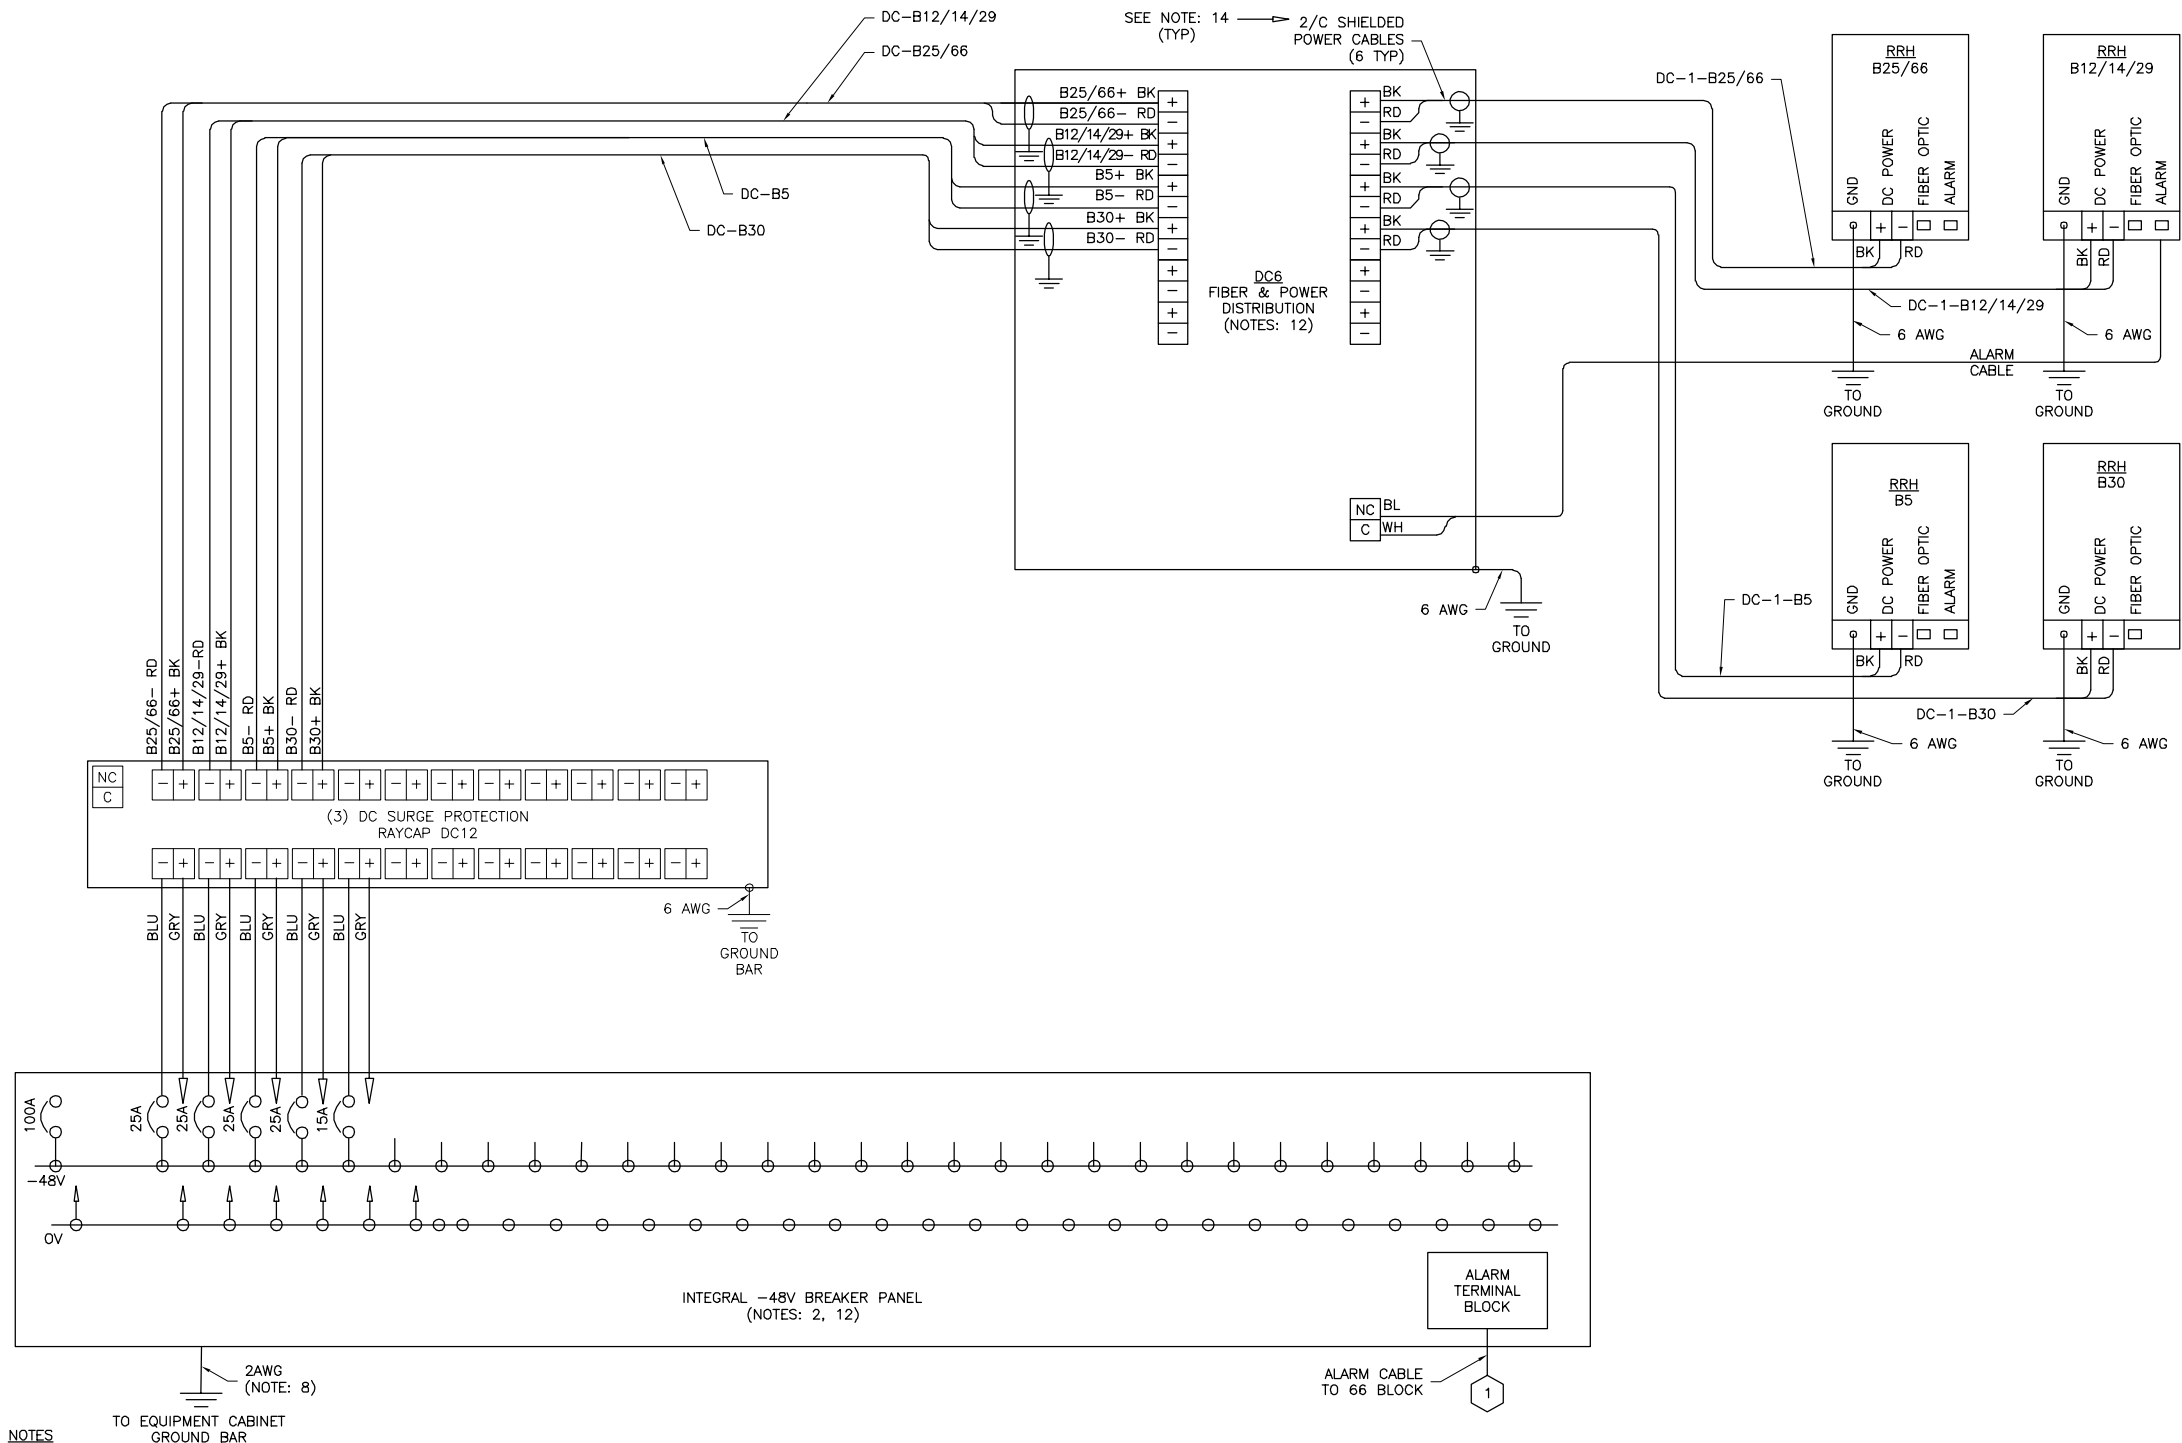 DC-B12/14/29
DC-B25/66
SEE NOTE: 14
(TYP)
2/C SHIELDED
POWER CABLES
(6 TYP)
DC-B5
DC-B30
B25/66+ BK
B25/66- RD
B12/14/29+ BK
B12/14/29- RD
B5+ BK
B5- RD
B30+ BK
B30- RD
+
-
+
-
+
-
+
-
+
-
+
-
DC6
FIBER & POWER
DISTRIBUTION
(NOTES: 12)
+
-
+
-
+
-
+
-
+
-
+
-
BK
RD
BK
RD
BK
RD
BK
RD
NC BL
C WH
6 AWG
TO
GROUND
DC-1-B25/66
RRH
B25/66
GND
DC POWER
FIBER OPTIC
ALARM
+ -
BK RD
6 AWG
TO
GROUND
RRH
B12/14/29
GND
DC POWER
FIBER OPTIC
ALARM
+ -
BK
RD
DC-1-B12/14/29
6 AWG
TO
GROUND
ALARM
CABLE
RRH
B5
GND
DC POWER
FIBER OPTIC
ALARM
+ -
BK RD
DC-1-B5
6 AWG
TO
GROUND
RRH
B30
GND
DC POWER
FIBER OPTIC
+ -
BK
RD
DC-1-B30
6 AWG
TO
GROUND
B25/66- RD
B25/66+ BK
B12/14/29-RD
B12/14/29+ BK
B5- RD
B5+ BK
B30- RD
B30+ BK
NC
C
- + - + - + - + - + - + - + - + - + - + - + - +
(3) DC SURGE PROTECTION
RAYCAP DC12
- + - + - + - + - + - + - + - + - + - + - + - +
6 AWG
TO
GROUND
BAR
BLU
GRY
BLU
GRY
BLU
GRY
BLU
GRY
BLU
GRY
100A
25A
25A
25A
25A
15A
-48V
0V
INTEGRAL -48V BREAKER PANEL
(NOTES: 2, 12)
ALARM
TERMINAL
BLOCK
2AWG
(NOTE: 8)
TO EQUIPMENT CABINET
GROUND BAR
ALARM CABLE
TO 66 BLOCK
1
NOTES